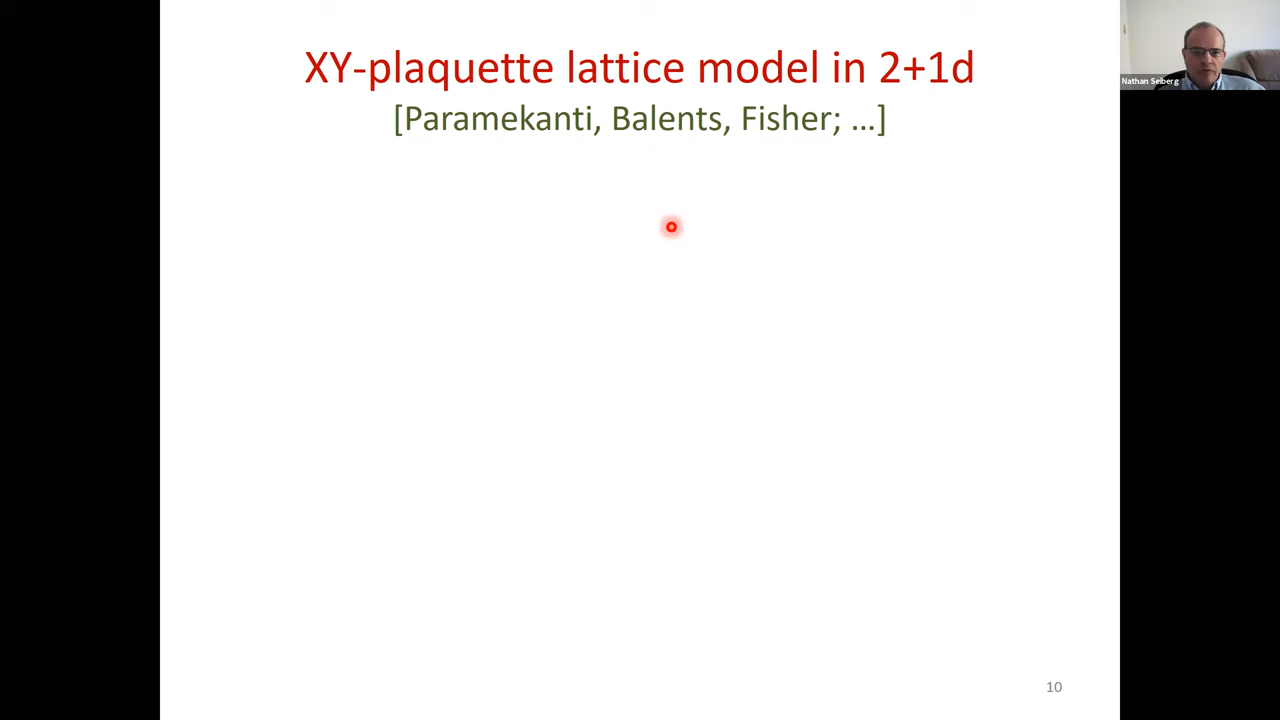 XY-plaquette lattice model in 2+1d
[Paramekanti, Balents, Fisher; …]
Nathan Seiberg
10